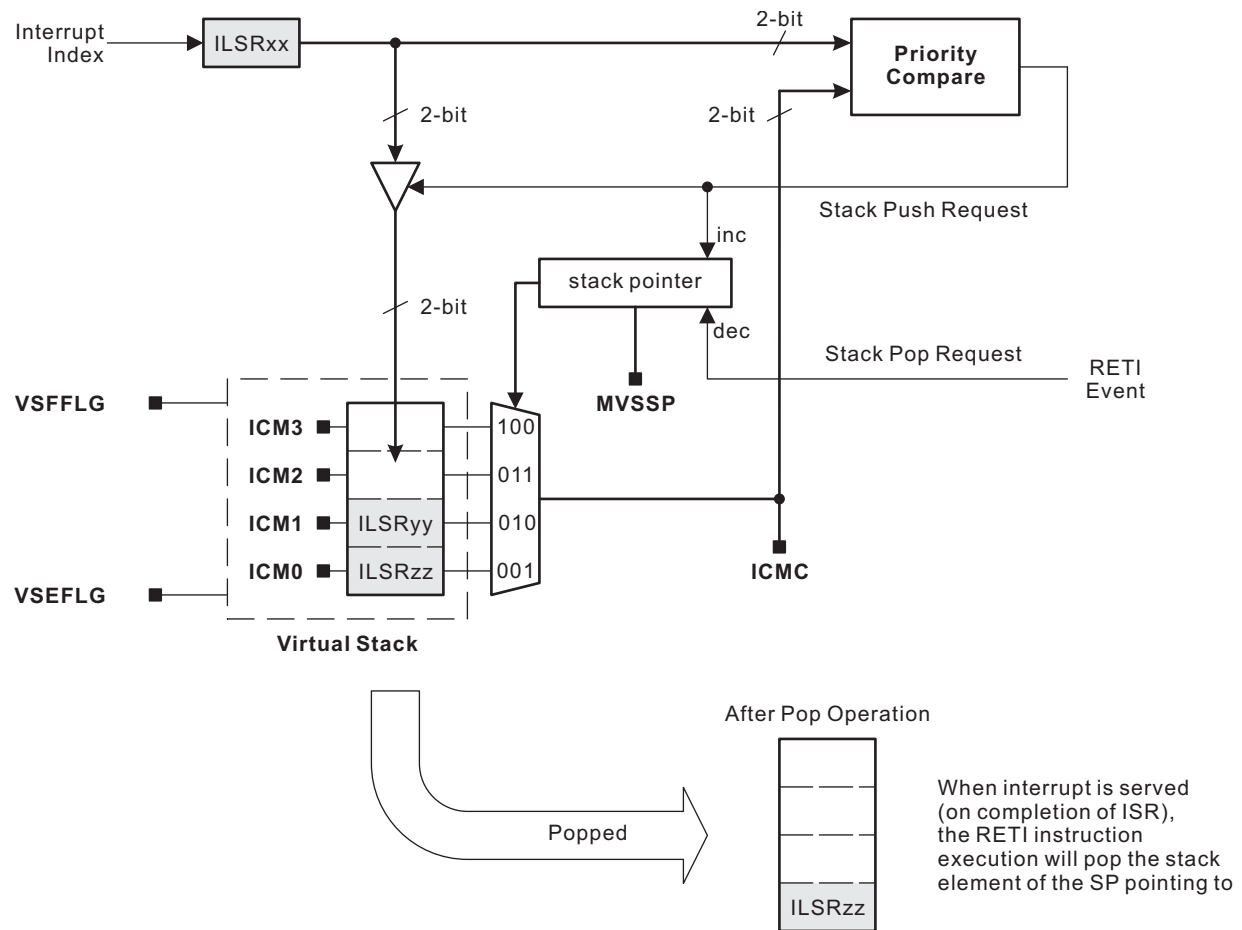 2-bit
Interrupt
Index
ILSRxx
Priority
Compare
2-bit
2-bit
Stack Push Request
inc
stack pointer
2-bit
dec
Stack Pop Request
RETI
Event
VSFFLG
MVSSP
ICM3
100
ICM2
011
ICM1
ILSRyy
010
ICM0
ILSRzz
001
ICMC
VSEFLG
Virtual Stack
After Pop Operation
Popped
When interrupt is served
(on completion of ISR),
the RETI instruction
execution will pop the stack
element of the SP pointing to
ILSRzz